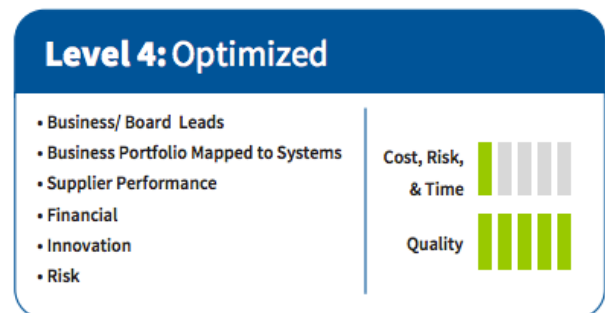 Level 4: Optimized
• Business/ Board Leads
• Business Portfolio Mapped to Systems
• Supplier Performance
• Financial
• Innovation
• Risk
Cost, Risk,
& Time
Quality